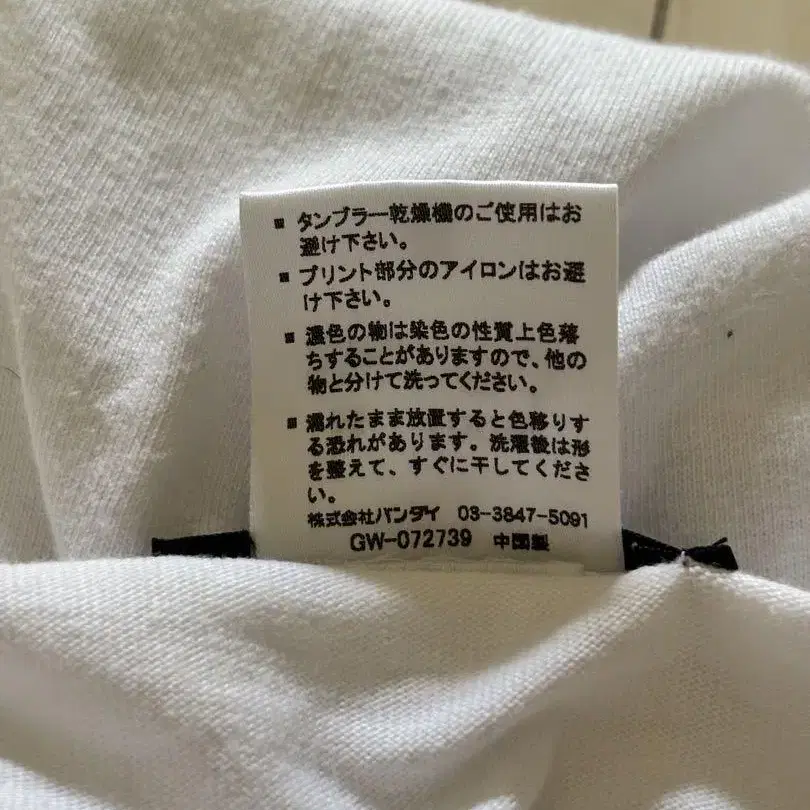 ■ タンブラー乾燥機のご使用はお
避け下さい。
■ プリント部分のアイロンはお避
け下さい。
■ 濃色の物は染色の性質上色落
ちすることがありますので、他の
物と分けて洗ってください。
■ 濡れたまま放置すると色移りす
る恐れがあります。洗濯後は形
を整えて、すぐに干してくださ
い。
株式会社バンダイ 03-3847-5091
GW-072739 中国製